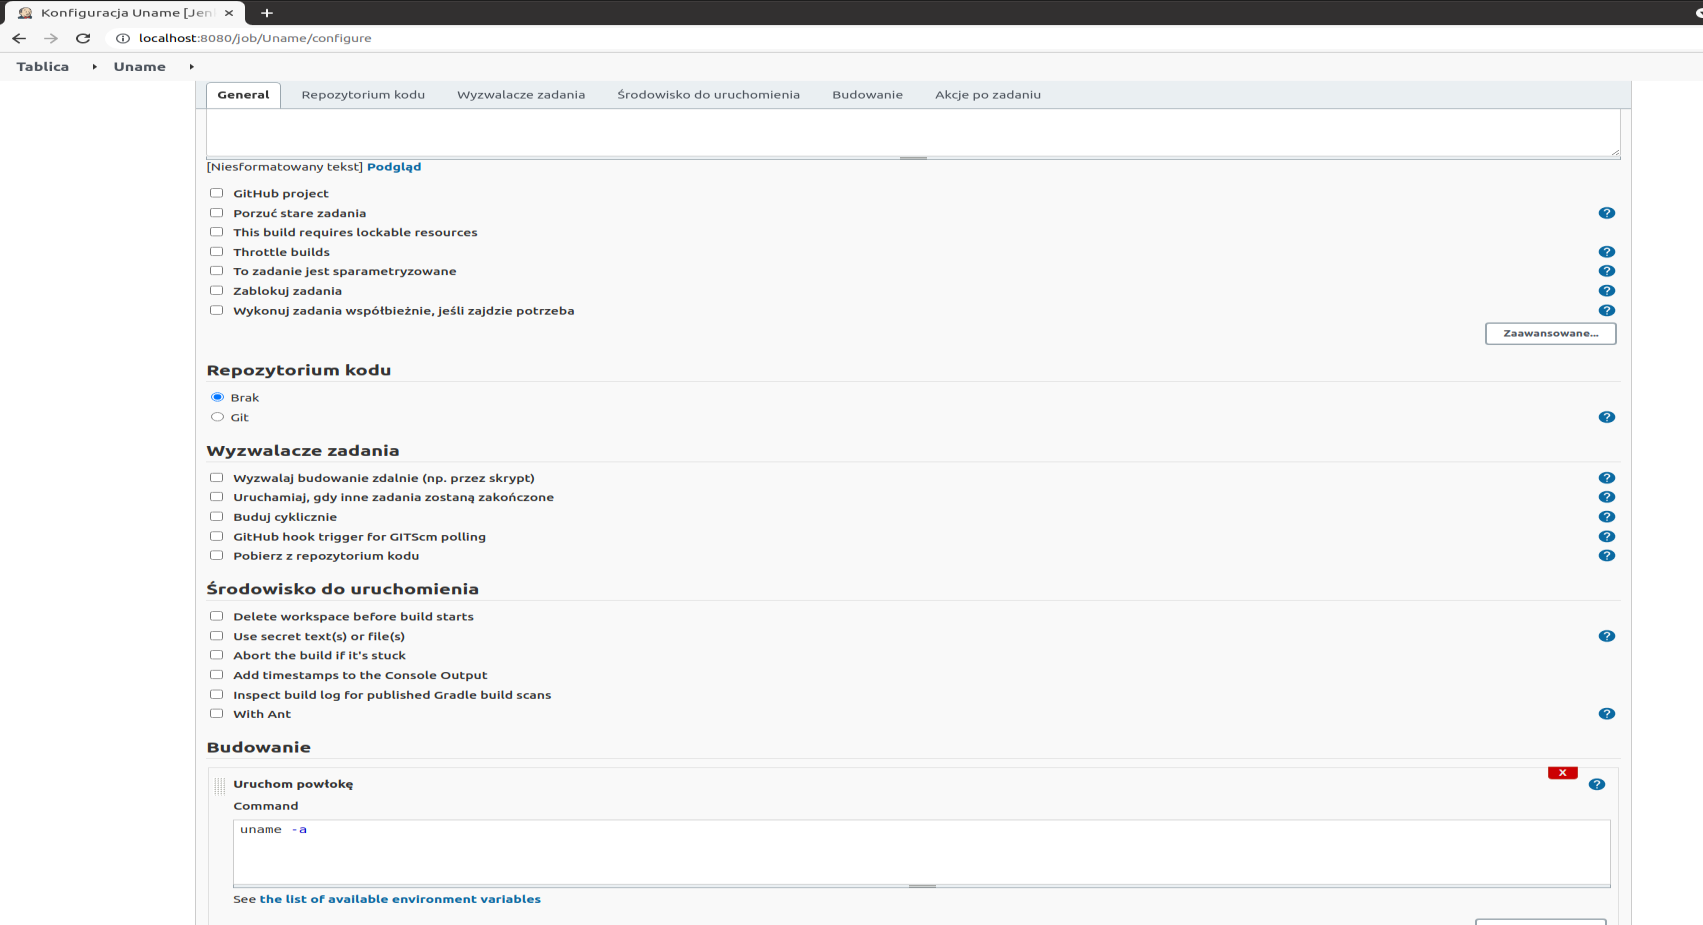 Konfiguracja Uname [Jen
localhost:8080/job/Uname/configure
Tablica Uname
General Repozytorium kodu Wyzwalacze zadania Środowisko do uruchomienia Budowanie Akcje po zadaniu
[Niesformatowany tekst] Podgląd
GitHub project
Porzuć stare zadania ?
This build requires lockable resources
Throttle builds ?
To zadanie jest sparametryzowane ?
Zablokuj zadania ?
Wykonuj zadania współbieżnie, jeśli zajdzie potrzeba ?
Zaawansowane...
Repozytorium kodu
Brak
Git ?
Wyzwalacze zadania
Wyzwalaj budowanie zdalnie (np. przez skrypt) ?
Uruchamiaj, gdy inne zadania zostaną zakończone ?
Buduj cyklicznie ?
GitHub hook trigger for GITScm polling ?
Pobierz z repozytorium kodu ?
Środowisko do uruchomienia
Delete workspace before build starts
Use secret text(s) or file(s) ?
Abort the build if it's stuck
Add timestamps to the Console Output
Inspect build log for published Gradle build scans
With Ant ?
Budowanie
X
Uruchom powłokę ?
Command
uname -a
See the list of available environment variables